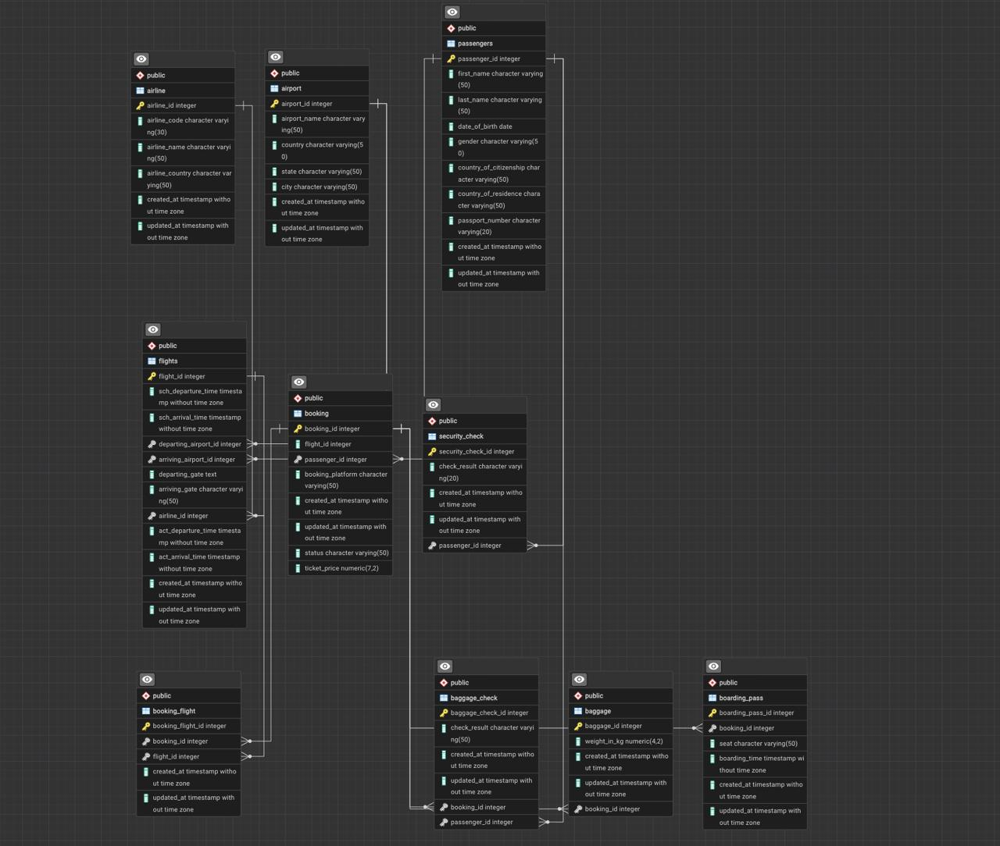 public
airline
airline_id integer
airline_code character varyi
ng(30)
airline_name character varyi
ng(50)
airline_country character var
ying(50)
created_at timestamp witho
ut time zone
updated_at timestamp with
out time zone
public
airport
airport_id integer
airport_name character vary
ing(50)
country character varying(5
0)
state character varying(50)
city character varying(50)
created_at timestamp witho
ut time zone
updated_at timestamp with
out time zone
public
passengers
passenger_id integer
first_name character varying
(50)
last_name character varying
(50)
date_of_birth date
gender character varying(5
0)
country_of_citizenship char
acter varying(50)
country_of_residence chara
cter varying(50)
passport_number character
varying(20)
created_at timestamp witho
ut time zone
updated_at timestamp with
out time zone
public
flights
flight_id integer
sch_departure_time timesta
mp without time zone
sch_arrival_time timestamp
without time zone
departing_airport_id integer
arriving_airport_id integer
departing_gate text
arriving_gate character varyi
ng(50)
airline_id integer
act_departure_time timesta
mp without time zone
act_arrival_time timestamp
without time zone
created_at timestamp witho
ut time zone
updated_at timestamp with
out time zone
public
booking
booking_id integer
flight_id integer
passenger_id integer
booking_platform character
varying(50)
created_at timestamp witho
ut time zone
updated_at timestamp with
out time zone
status character varying(50)
ticket_price numeric(7,2)
public
security_check
security_check_id integer
check_result character varyi
ng(20)
created_at timestamp witho
ut time zone
updated_at timestamp with
out time zone
passenger_id integer
public
booking_flight
booking_flight_id integer
booking_id integer
flight_id integer
created_at timestamp witho
ut time zone
updated_at timestamp with
out time zone
public
baggage_check
baggage_check_id integer
check_result character varyi
ng(50)
created_at timestamp witho
ut time zone
updated_at timestamp with
out time zone
booking_id integer
passenger_id integer
public
baggage
baggage_id integer
weight_in_kg numeric(4,2)
created_at timestamp witho
ut time zone
updated_at timestamp with
out time zone
booking_id integer
public
boarding_pass
boarding_pass_id integer
booking_id integer
seat character varying(50)
boarding_time timestamp wi
thout time zone
created_at timestamp witho
ut time zone
updated_at timestamp with
out time zone